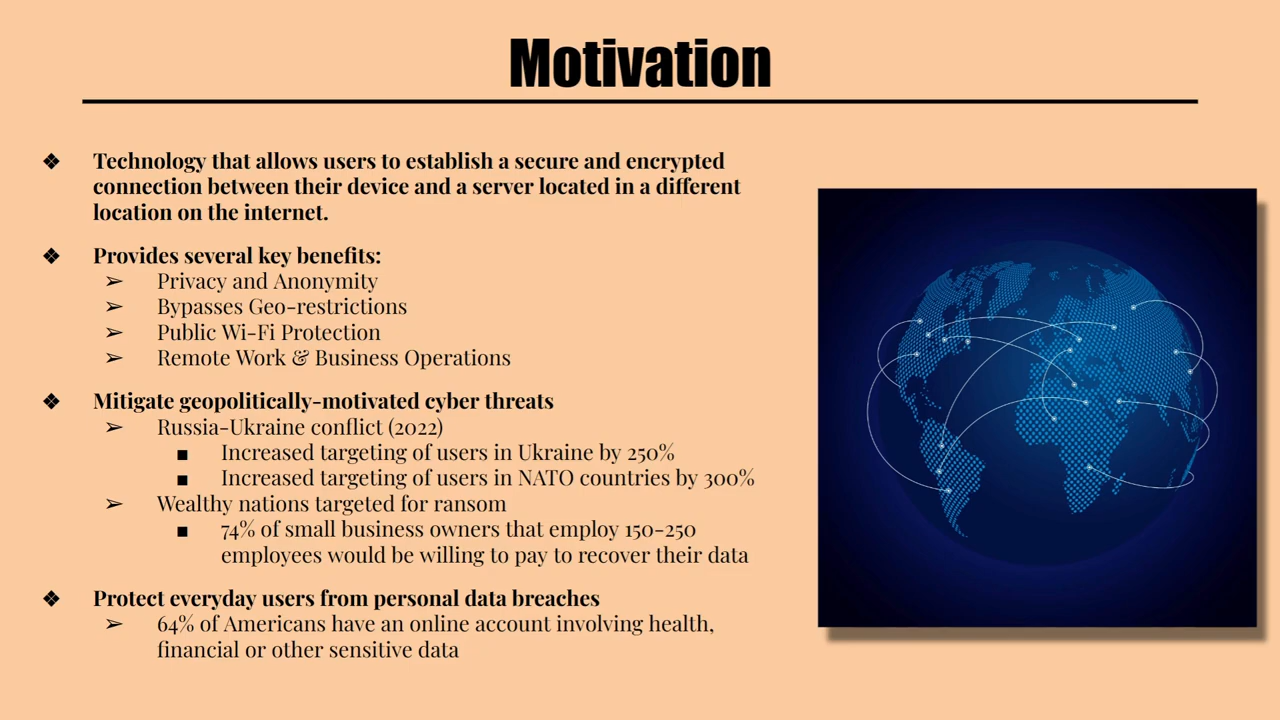 Motivation
❖ Technology that allows users to establish a secure and encrypted
connection between their device and a server located in a different
location on the internet.
❖ Provides several key benefits:
➢ Privacy and Anonymity
➢ Bypasses Geo-restrictions
➢ Public Wi-Fi Protection
➢ Remote Work & Business Operations
❖ Mitigate geopolitically-motivated cyber threats
➢ Russia-Ukraine conflict (2022)
■ Increased targeting of users in Ukraine by 250%
■ Increased targeting of users in NATO countries by 300%
➢ Wealthy nations targeted for ransom
■ 74% of small business owners that employ 150-250
employees would be willing to pay to recover their data
❖ Protect everyday users from personal data breaches
➢ 64% of Americans have an online account involving health,
financial or other sensitive data